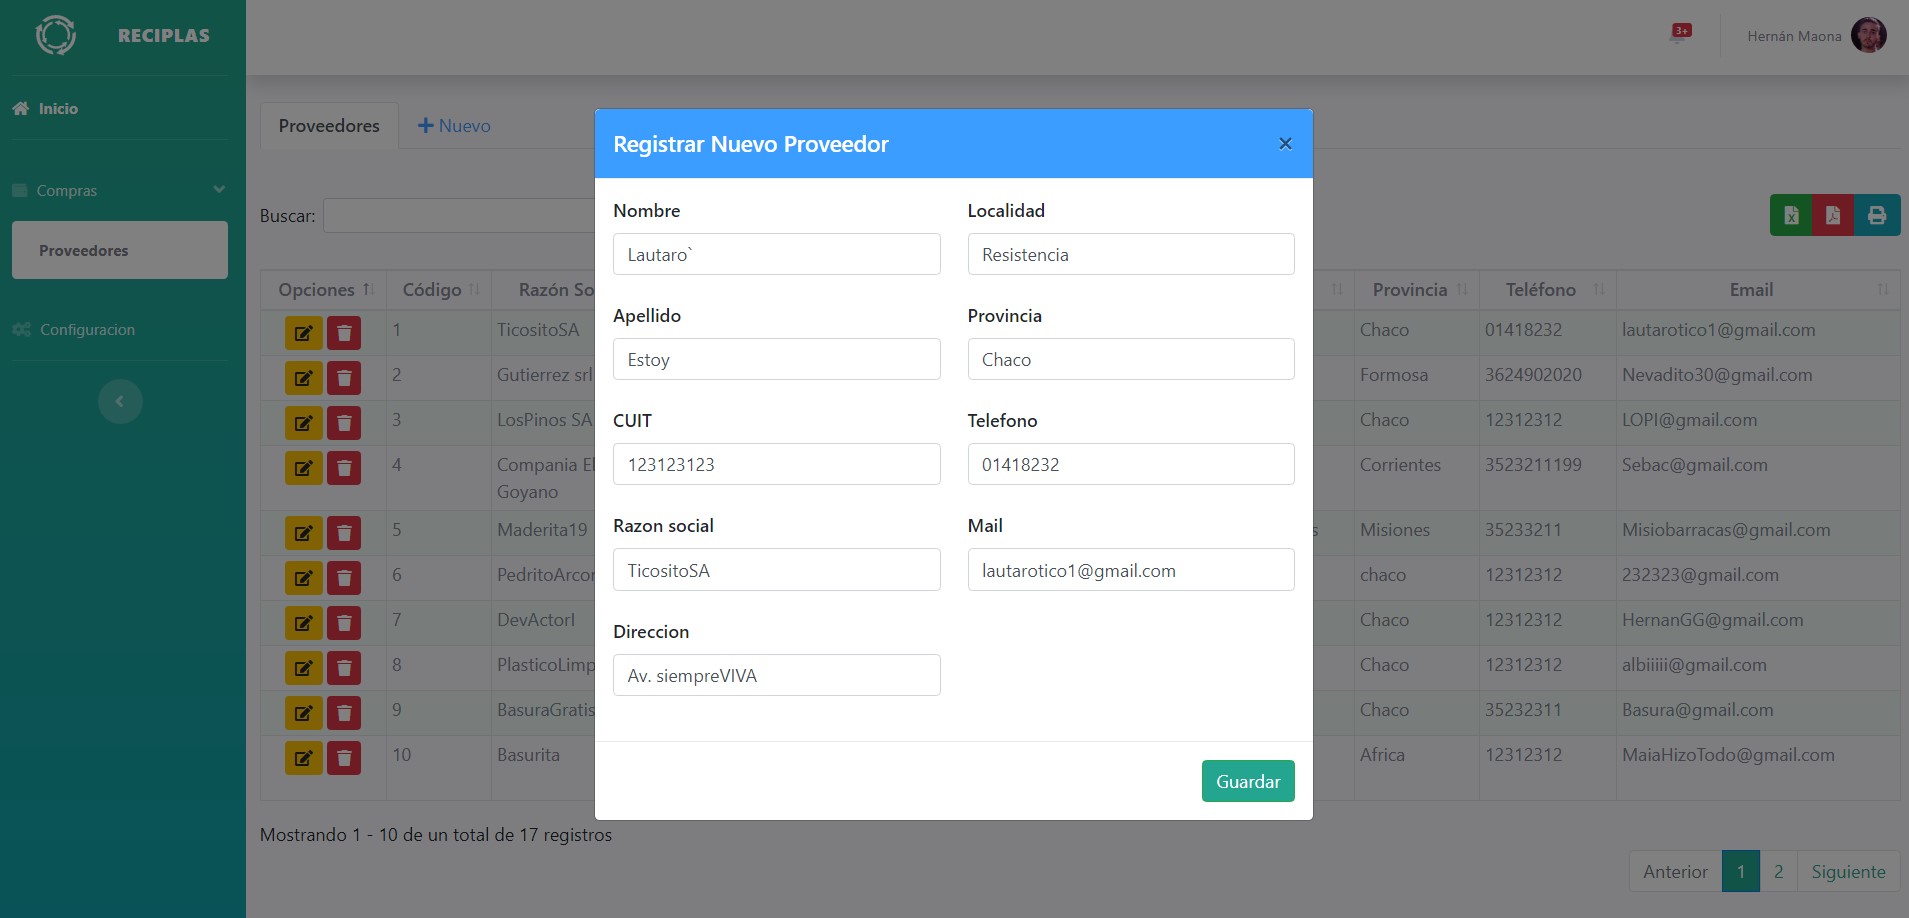 RECIPLAS
3+
Hernán Maona
Inicio
Compras
Proveedores
Configuracion
Proveedores
Nuevo
Buscar:
Opciones Código Razón So Provincia Teléfono Email
1 TicositoSA Chaco 01418232 lautarotico1@gmail.com
2 Gutierrez srl Formosa 3624902020 Nevadito30@gmail.com
3 LosPinos SA Chaco 12312312 LOPI@gmail.com
4 Compania El Corrientes 3523211199 Sebac@gmail.com
Goyano
5 Maderita19 s Misiones 35233211 Misiobarracas@gmail.com
6 PedritoArcor chaco 12312312 232323@gmail.com
7 DevActorI Chaco 12312312 HernanGG@gmail.com
8 PlasticoLimp Chaco 12312312 albiiiii@gmail.com
9 BasuraGratis Chaco 35232311 Basura@gmail.com
10 Basurita Africa 12312312 MaiaHizoTodo@gmail.com
Mostrando 1 - 10 de un total de 17 registros
Anterior 1 2 Siguiente
Registrar Nuevo Proveedor ×
Nombre
Lautaro`
Localidad
Resistencia
Apellido
Estoy
Provincia
Chaco
CUIT
123123123
Telefono
01418232
Razon social
TicositoSA
Mail
lautarotico1@gmail.com
Direccion
Av. siempreVIVA
Guardar